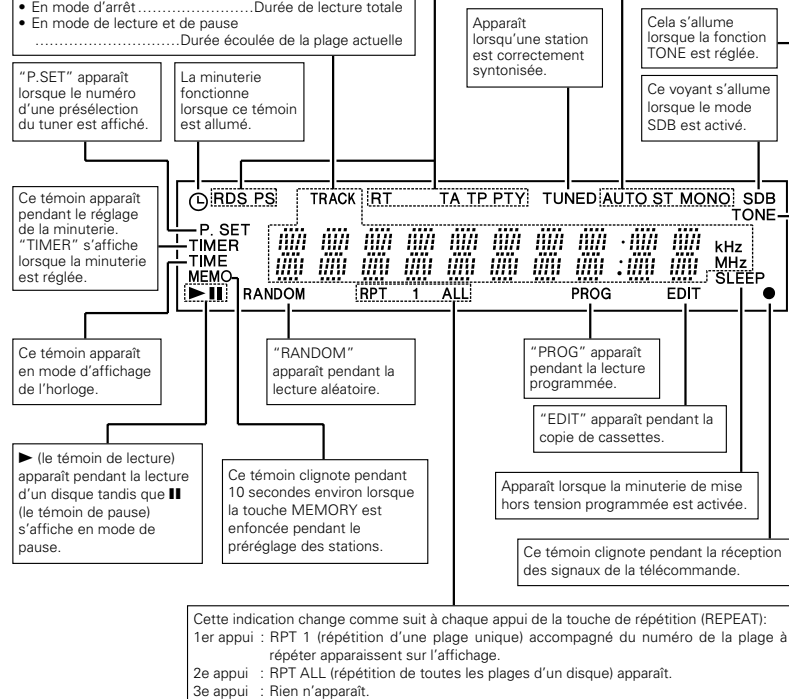 • En mode d'arrêt........................Durée de lecture totale
• En mode de lecture et de pause
.............................Durée écoulée de la plage actuelle
Apparaît
lorsqu'une station
est correctement
syntonisée.
Cela s'allume
lorsque la fonction
TONE est réglée.
"P.SET" apparaît
lorsque le numéro
d'une présélection
du tuner est affiché.
La minuterie
fonctionne
lorsque ce témoin
est allumé.
Ce voyant s'allume
lorsque le mode
SDB est activé.
Ce témoin apparaît
pendant le réglage
de la minuterie.
"TIMER" s'affiche
lorsque la minuterie
est réglée.
RDS PS TRACK RT TA TP PTY TUNED AUTO ST MONO SDB
TONE
P. SET
TIMER
TIME
MEMO
kHz
MHz
SLEEP
►II RANDOM RPT 1 ALL PROG EDIT ●
Ce témoin apparaît
en mode d'affichage
de l'horloge.
"RANDOM"
apparaît pendant la
lecture aléatoire.
"PROG" apparaît
pendant la lecture
programmée.
"EDIT" apparaît pendant la
copie de cassettes.
► (le témoin de lecture)
apparaît pendant la lecture
d'un disque tandis que II
(le témoin de pause)
s'affiche en mode de
pause.
Ce témoin clignote pendant
10 secondes environ lorsque
la touche MEMORY est
enfoncée pendant le
préréglage des stations.
Apparaît lorsque la minuterie de mise
hors tension programmée est activée.
Ce témoin clignote pendant la réception
des signaux de la télécommande.
Cette indication change comme suit à chaque appui de la touche de répétition (REPEAT):
1er appui : RPT 1 (répétition d'une plage unique) accompagné du numéro de la plage à
répéter apparaissent sur l'affichage.
2e appui : RPT ALL (répétition de toutes les plages d'un disque) apparaît.
3e appui : Rien n'apparaît.